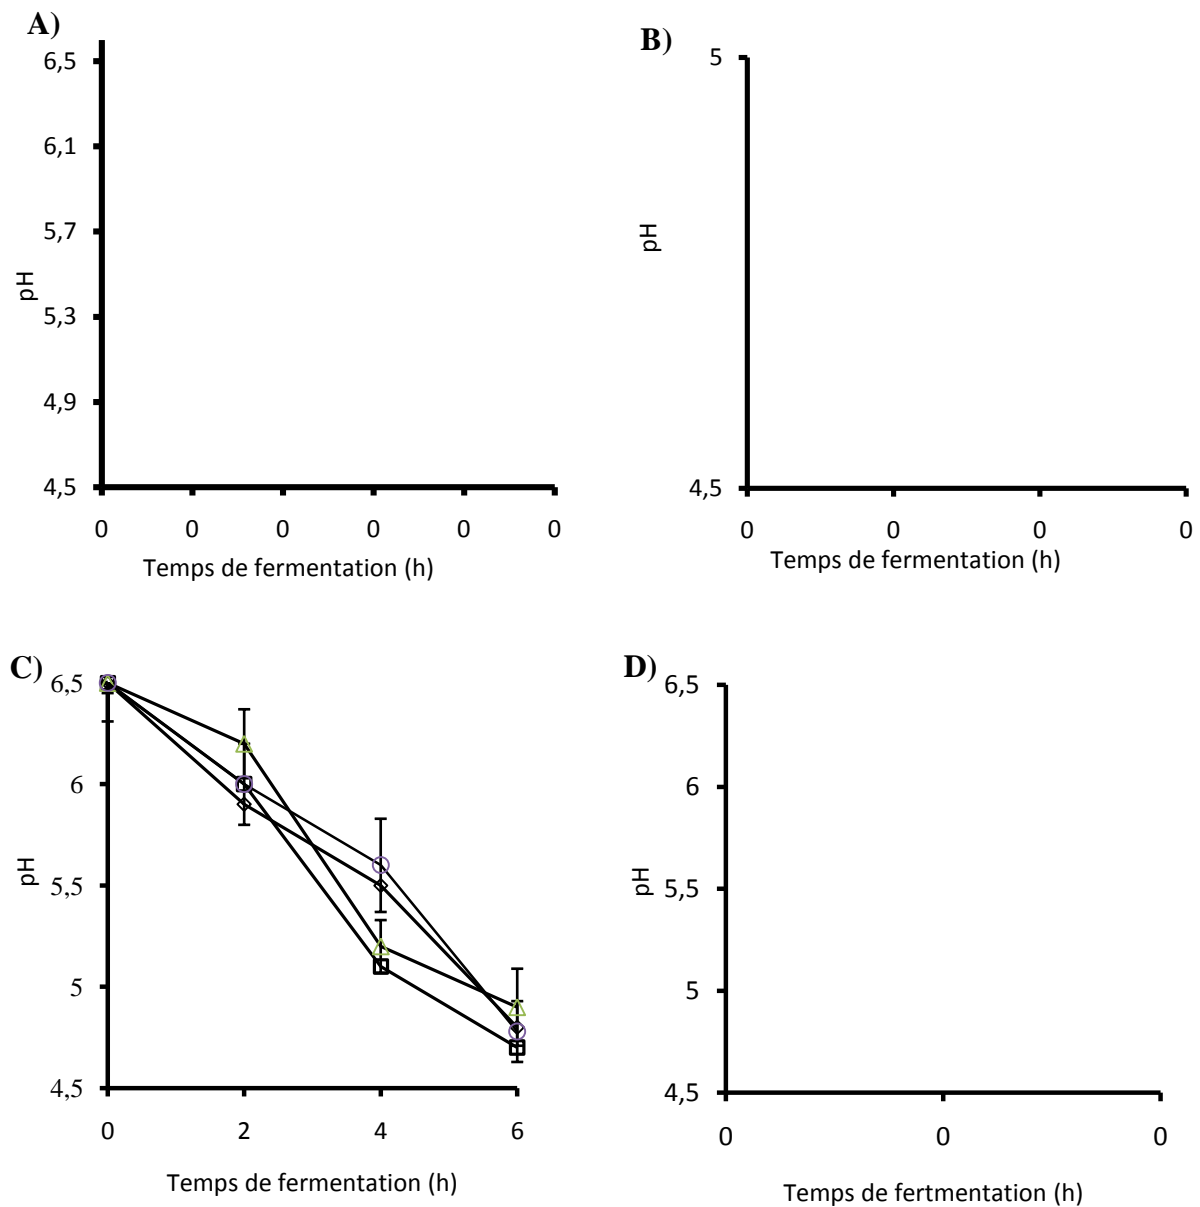 A)
6,5
6,1
5,7
pH
5,3
4,9
4,5
0 0 0 0 0 0
Temps de fermentation (h)
B)
5
pH
4,5
0 0 0 0
Temps de fermentation (h)
C)
6,5
6
pH
5,5
5
4,5
0 2 4 6
Temps de fermentation (h)
D)
6,5
6
pH
5,5
5
4,5
0 0 0
Temps de fertmentation (h)